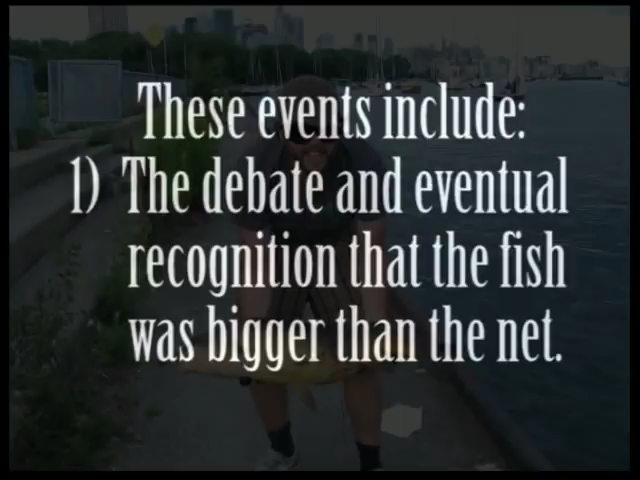 These events include:
1) The debate and eventual
recognition that the fish
was bigger than the net.